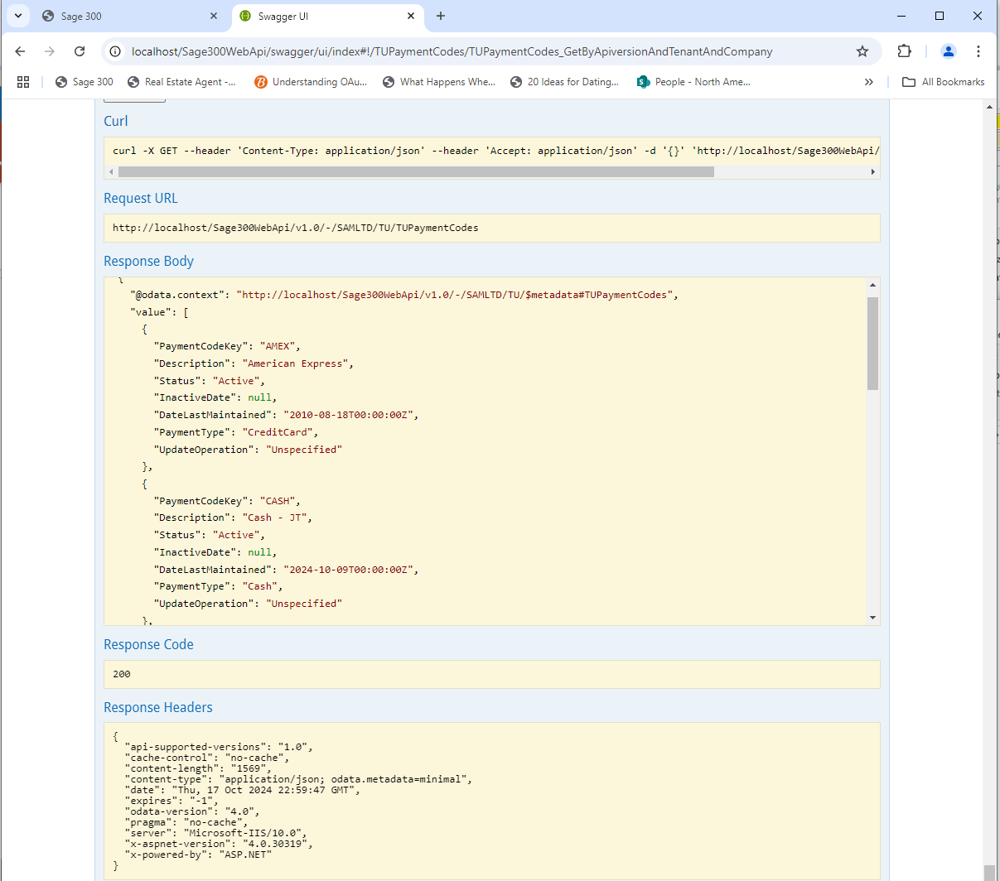 Sage 300
Swagger UI
localhost/Sage300WebApi/swagger/ui/index#!/TUPaymentCodes/TUPaymentCodes_GetByApiversionAndTenantAndCompany
Sage 300
Real Estate Agent -...
Understanding OAu...
What Happens Whe...
20 Ideas for Dating...
People - North Ame...
All Bookmarks
Curl
curl -X GET --header 'Content-Type: application/json' --header 'Accept: application/json' -d '{}' 'http://localhost/Sage300WebApi/
Request URL
http://localhost/Sage300WebApi/v1.0/-/SAMLTD/TU/TUPaymentCodes
Response Body
{
"@odata.context": "http://localhost/Sage300WebApi/v1.0/-/SAMLTD/TU/$metadata#TUPaymentCodes",
"value": [
{
"PaymentCodeKey": "AMEX",
"Description": "American Express",
"Status": "Active",
"InactiveDate": null,
"DateLastMaintained": "2010-08-18T00:00:00Z",
"PaymentType": "CreditCard",
"UpdateOperation": "Unspecified"
},
{
"PaymentCodeKey": "CASH",
"Description": "Cash - JT",
"Status": "Active",
"InactiveDate": null,
"DateLastMaintained": "2024-10-09T00:00:00Z",
"PaymentType": "Cash",
"UpdateOperation": "Unspecified"
},
Response Code
200
Response Headers
{
"api-supported-versions": "1.0",
"cache-control": "no-cache",
"content-length": "1569",
"content-type": "application/json; odata.metadata=minimal",
"date": "Thu, 17 Oct 2024 22:59:47 GMT",
"expires": "-1",
"odata-version": "4.0",
"pragma": "no-cache",
"server": "Microsoft-IIS/10.0",
"x-aspnet-version": "4.0.30319",
"x-powered-by": "ASP.NET"
}